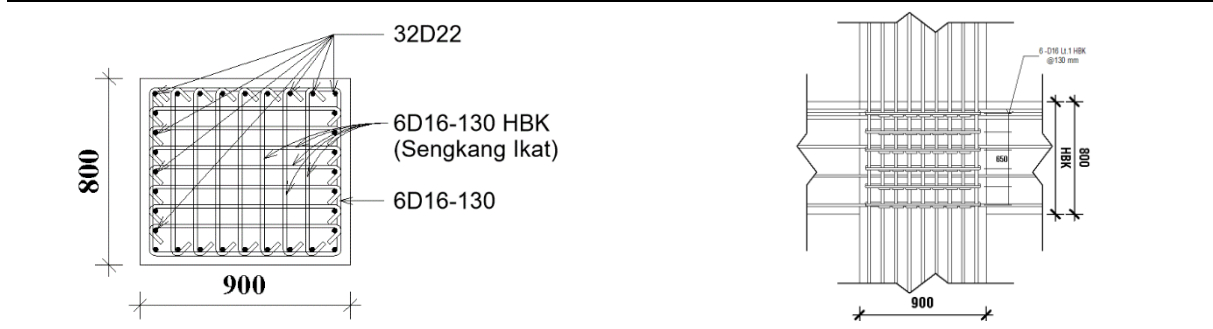 32D22
6D16-130 HBK
(Sengkang Ikat)
6D16-130
800
900
6 -D16 Lt.1 HBK
@130 mm
650
HBK
800
900